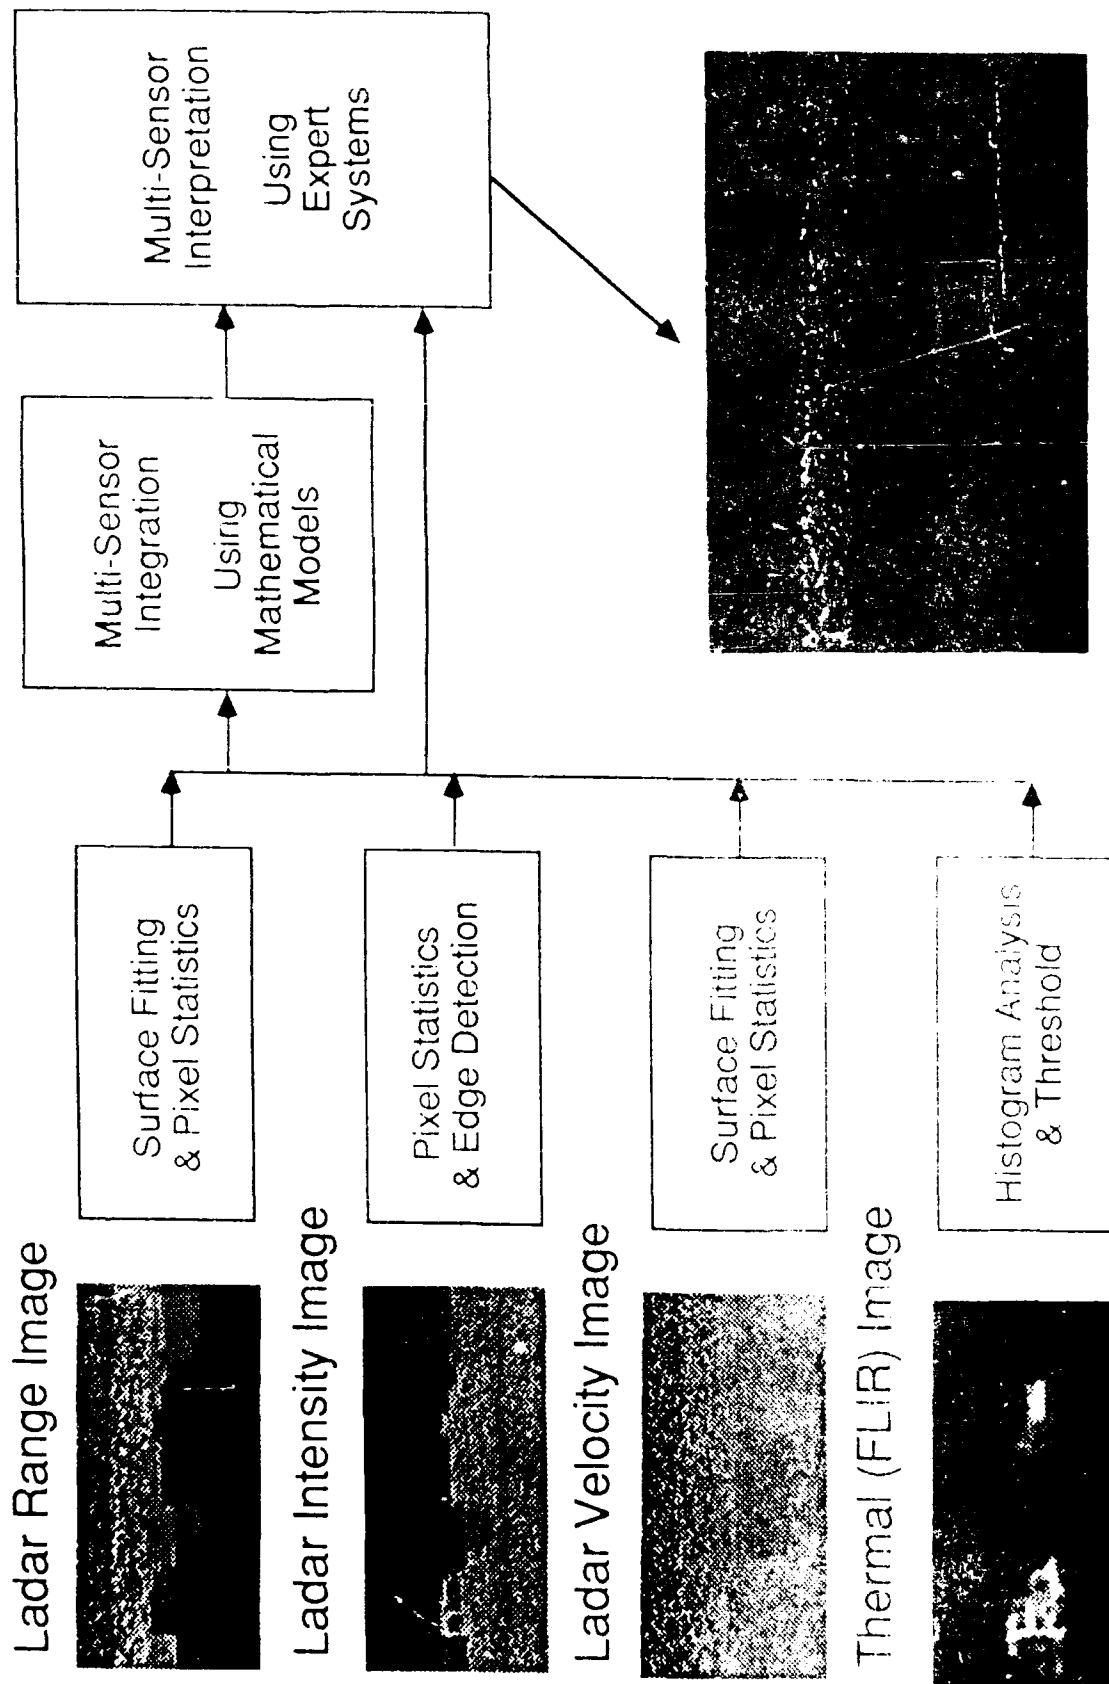 Ladar Range Image
Surface Fitting
& Pixel Statistics
Ladar Intensity Image
Pixel Statistics
& Edge Detection
Ladar Velocity Image
Surface Fitting
& Pixel Statistics
Thermal (FLIR) Image
Histogram Analysis
& Threshold
Multi-Sensor
Integration
Using
Mathematical
Models
Multi-Sensor
Interpretation
Using
Expert
Systems